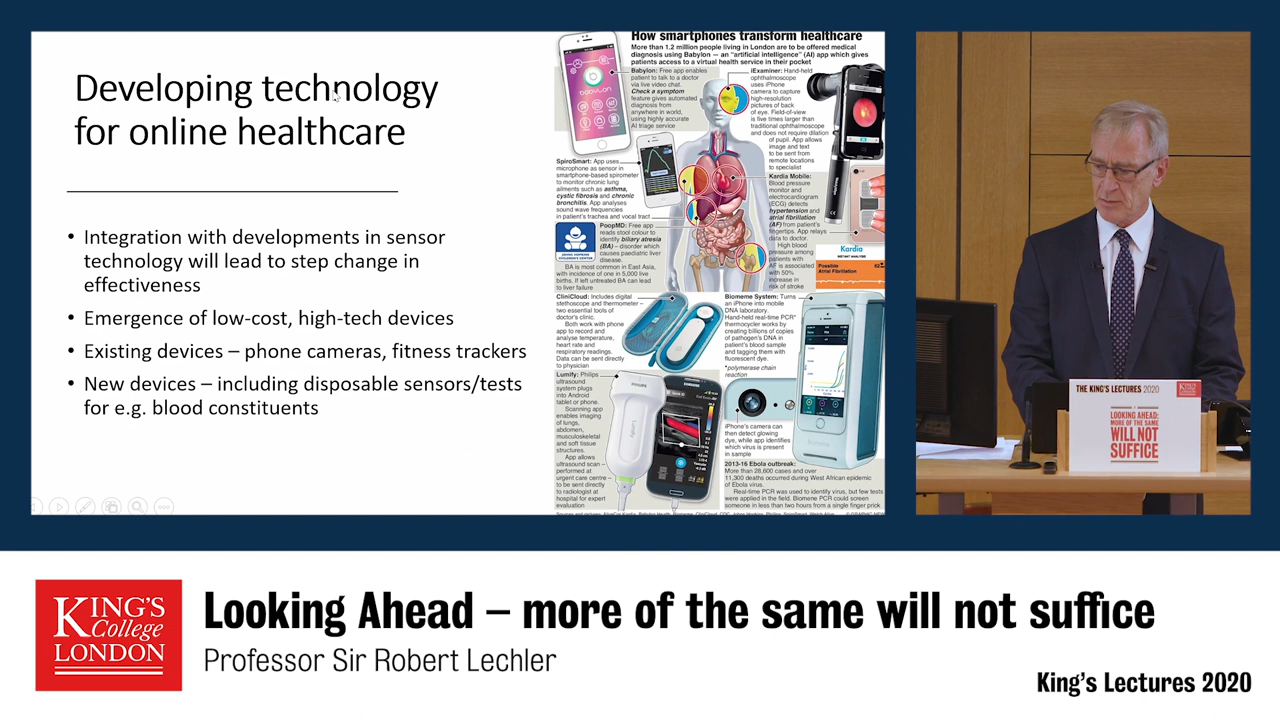 Developing technology
for online healthcare
• Integration with developments in sensor
technology will lead to step change in
effectiveness
• Emergence of low-cost, high-tech devices
• Existing devices – phone cameras, fitness trackers
• New devices – including disposable sensors/tests
for e.g. blood constituents
How smartphones transform healthcare
More than 1.2 million people living in London are to be offered medical
diagnosis using Babylon — an “artificial intelligence” (AI) app which gives
patients access to a virtual health service in their pocket
babylon
Babylon: Free app enables
patient to talk to a doctor
via live video chat.
Check a symptom
feature gives automated
diagnosis from
anywhere in world,
using highly accurate
AI triage service
iExaminer: Hand-held
ophthalmoscope
uses iPhone
camera to capture
high-resolution
pictures of back
of eye. Field-of-view
is five times larger than
traditional ophthalmoscope
and does not require dilation
of pupil. App allows
image and text
to be sent from
remote locations
to specialist
SpiroSmart: App uses
microphone as sensor in
smartphone-based spirometer
to monitor chronic lung
ailments such as asthma,
cystic fibrosis and chronic
bronchitis. App analyses
sound wave frequencies
in patient's trachea and vocal tract
Kardia Mobile:
Blood pressure
monitor and
electrocardiogram
(ECG) detects
hypertension and
atrial fibrillation
(AF) from patient's
fingertips. App relays
data to doctor.
High blood
pressure among
patients with
AF is associated
with 50%
increase in
risk of stroke
Kardia
INSTANT ANALYSIS
Possible
Atrial Fibrillation
JOHNS HOPKINS
CHILDREN'S CENTER
PoopMD: Free app
reads stool colour to
identify biliary atresia
(BA) – disorder which
causes paediatric liver
disease.
BA is most common in East Asia,
with incidence of one in 5,000 live
births. If left untreated BA can lead
to liver failure
CliniCloud: Includes digital
stethoscope and thermometer –
two essential tools of
doctor's clinic.
Both work with phone
app to record and
analyse temperature,
heart rate and
respiratory readings.
Data can be sent directly
to physician
Biomeme System: Turns
an iPhone into mobile
DNA laboratory.
Hand-held real-time PCR*
thermocycler works by
creating billions of copies
of pathogen's DNA in
patient's blood sample
and tagging them with
fluorescent dye.
*polymerase chain
reaction
Lumify: Philips
ultrasound
system plugs
into Android
tablet or phone.
Scanning app
enables imaging
of lungs,
abdomen,
musculoskeletal
and soft tissue
structures.
App allows
ultrasound scan –
performed at
urgent care centre –
to be sent directly
to radiologist at
hospital for expert
evaluation
iPhone's camera can
then detect glowing
dye, while app identifies
which virus is present
in sample
2013-16 Ebola outbreak:
More than 28,600 cases and over
11,300 deaths occurred during West African epidemic
of Ebola virus.
Real-time PCR was used to identify virus, but few tests
were applied in the field. Biomeme PCR could screen
someone in less than two hours from a single finger prick
THE KING'S LECTURES 2020
KING'S
College
LONDON
LOOKING AHEAD:
MORE OF THE SAME
WILL NOT
SUFFICE
KING'S
College
LONDON
Looking Ahead – more of the same will not suffice
Professor Sir Robert Lechler
King's Lectures 2020